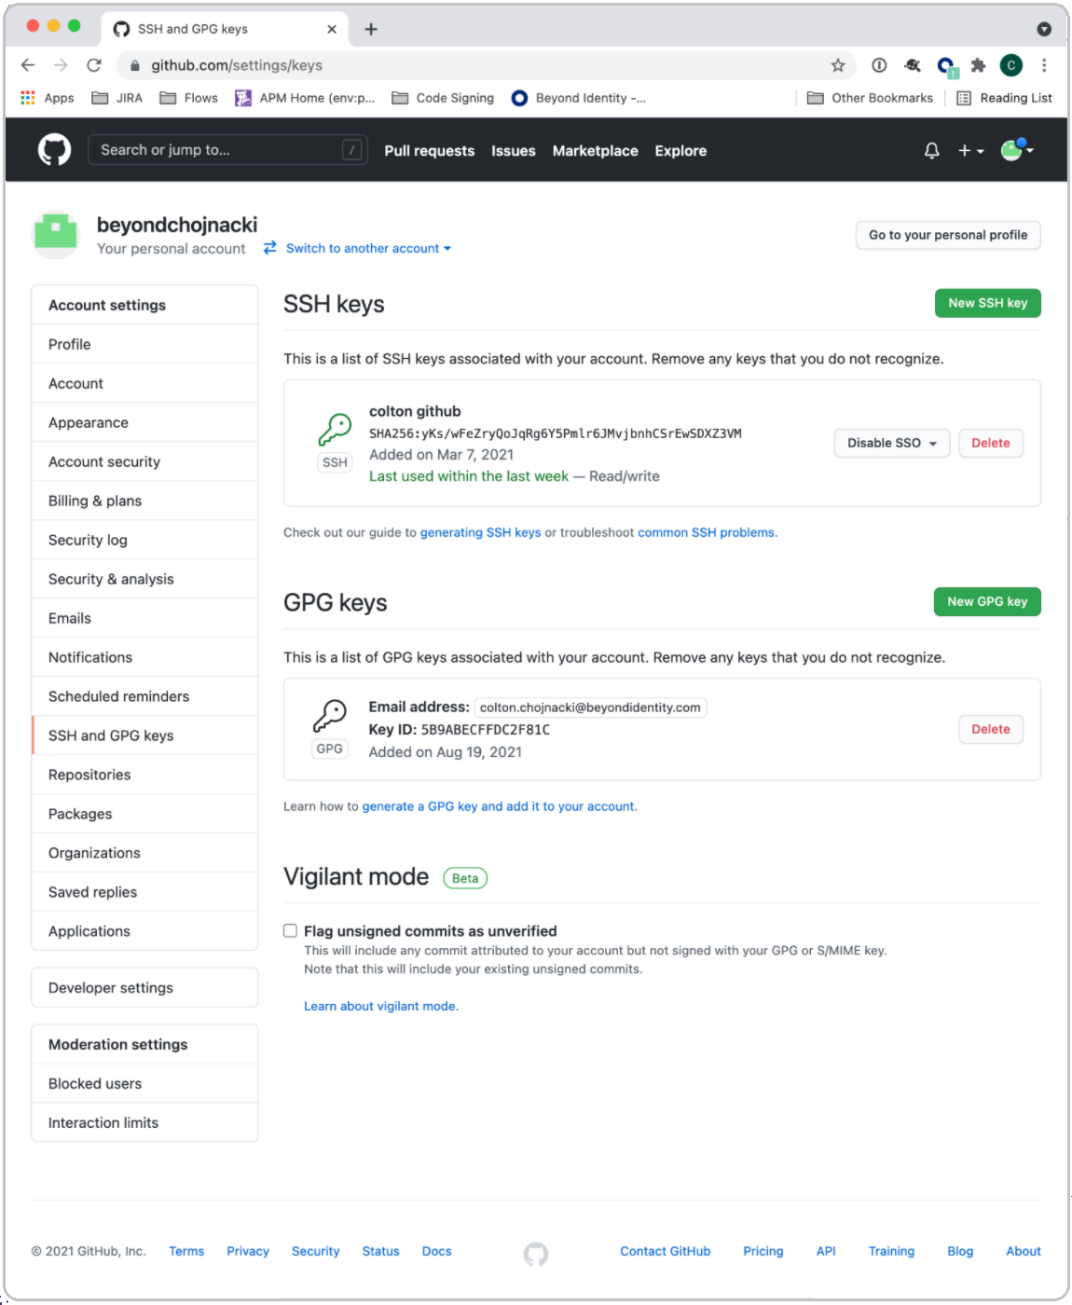 SSH and GPG keys
github.com/settings/keys
C
Apps JIRA Flows APM Home (env:p... Code Signing Beyond Identity -... Other Bookmarks Reading List
Search or jump to... / Pull requests Issues Marketplace Explore
beyondchojnacki
Your personal account Switch to another account
Go to your personal profile
Account settings
Profile
Account
Appearance
Account security
Billing & plans
Security log
Security & analysis
Emails
Notifications
Scheduled reminders
SSH and GPG keys
Repositories
Packages
Organizations
Saved replies
Applications
Developer settings
Moderation settings
Blocked users
Interaction limits
SSH keys
New SSH key
This is a list of SSH keys associated with your account. Remove any keys that you do not recognize.
SSH
colton github
SHA256:yKs/wFeZryQoJqRg6Y5Pmlr6JMvjbnhCSrEwSDXZ3VM
Added on Mar 7, 2021
Last used within the last week — Read/write
Disable SSO Delete
Check out our guide to generating SSH keys or troubleshoot common SSH problems.
GPG keys
New GPG key
This is a list of GPG keys associated with your account. Remove any keys that you do not recognize.
GPG
Email address: colton.chojnacki@beyondidentity.com
Key ID: 5B9ABECFFDC2F81C
Added on Aug 19, 2021
Delete
Learn how to generate a GPG key and add it to your account.
Vigilant mode Beta
Flag unsigned commits as unverified
This will include any commit attributed to your account but not signed with your GPG or S/MIME key.
Note that this will include your existing unsigned commits.
Learn about vigilant mode.
© 2021 GitHub, Inc. Terms Privacy Security Status Docs Contact GitHub Pricing API Training Blog About